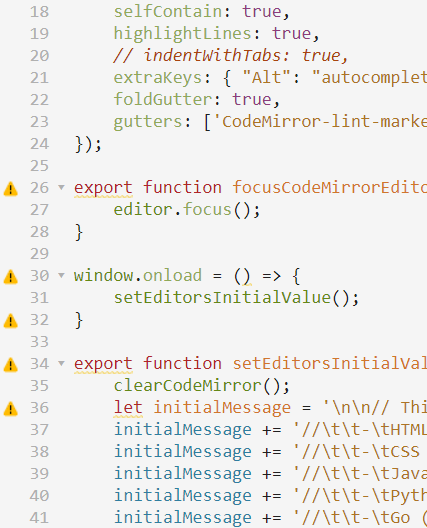 18 selfContain: true,
19 highlightLines: true,
20 // indentWithTabs: true,
21 extraKeys: { "Alt": "autocomplet
22 foldGutter: true,
23 gutters: ['CodeMirror-lint-marke
24 });
25
26 export function focusCodeMirrorEdito
27 editor.focus();
28 }
29
30 window.onload = () => {
31 setEditorsInitialValue();
32 }
33
34 export function setEditorsInitialVal
35 clearCodeMirror();
36 let initialMessage = '\n\n// Thi
37 initialMessage += '//\t\t-\tHTML
38 initialMessage += '//\t\t-\tCSS
39 initialMessage += '//\t\t-\tJava
40 initialMessage += '//\t\t-\tPyth
41 initialMessage += '//\t\t-\tGo (